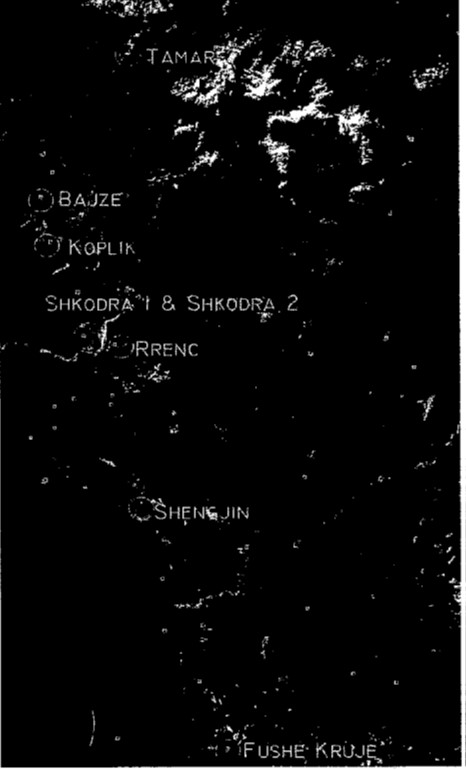 TAMARE
BAJZE
KOPLIK
SHKODRA 1 & SHKODRA 2
RRENC
SHENGJIN
FUSHE KRUJE